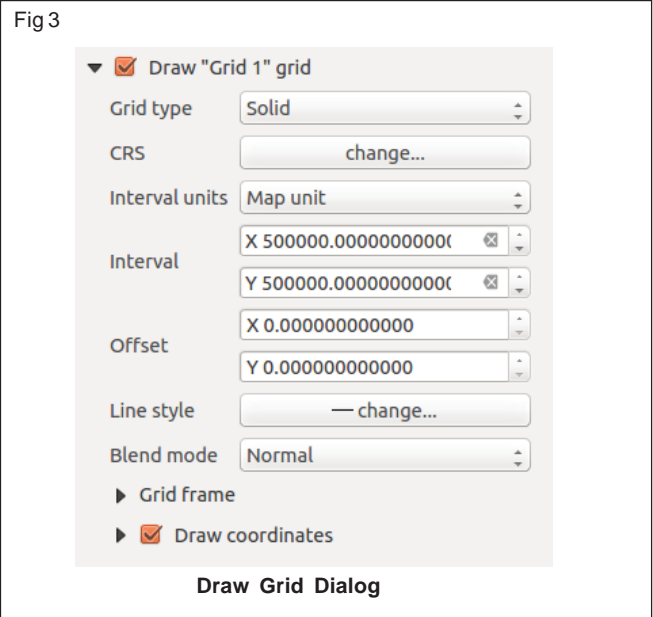 Fig 3
Draw "Grid 1" grid
Grid type Solid
CRS change...
Interval units Map unit
Interval
X 500000.0000000000(
Y 500000.0000000000(
Offset
X 0.000000000000
Y 0.000000000000
Line style — change...
Blend mode Normal
Grid frame
Draw coordinates
Draw Grid Dialog